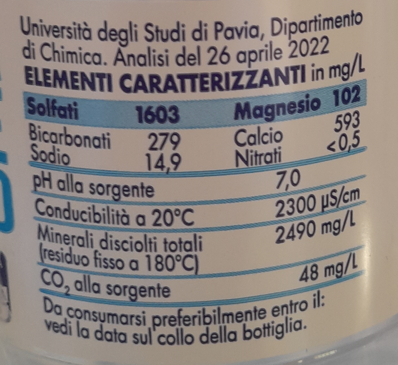 Università degli Studi di Pavia, Dipartimento
di Chimica. Analisi del 26 aprile 2022
ELEMENTI CARATTERIZZANTI in mg/L
Solfati 1603 Magnesio 102
Bicarbonati 279 Calcio 593
Sodio 14,9 Nitrati <0,5
pH alla sorgente 7,0
Conducibilità a 20°C 2300 µS/cm
Minerali disciolti totali 2490 mg/L
(residuo fisso a 180°C)
CO₂ alla sorgente 48 mg/L
Da consumarsi preferibilmente entro il:
vedi la data sul collo della bottiglia.